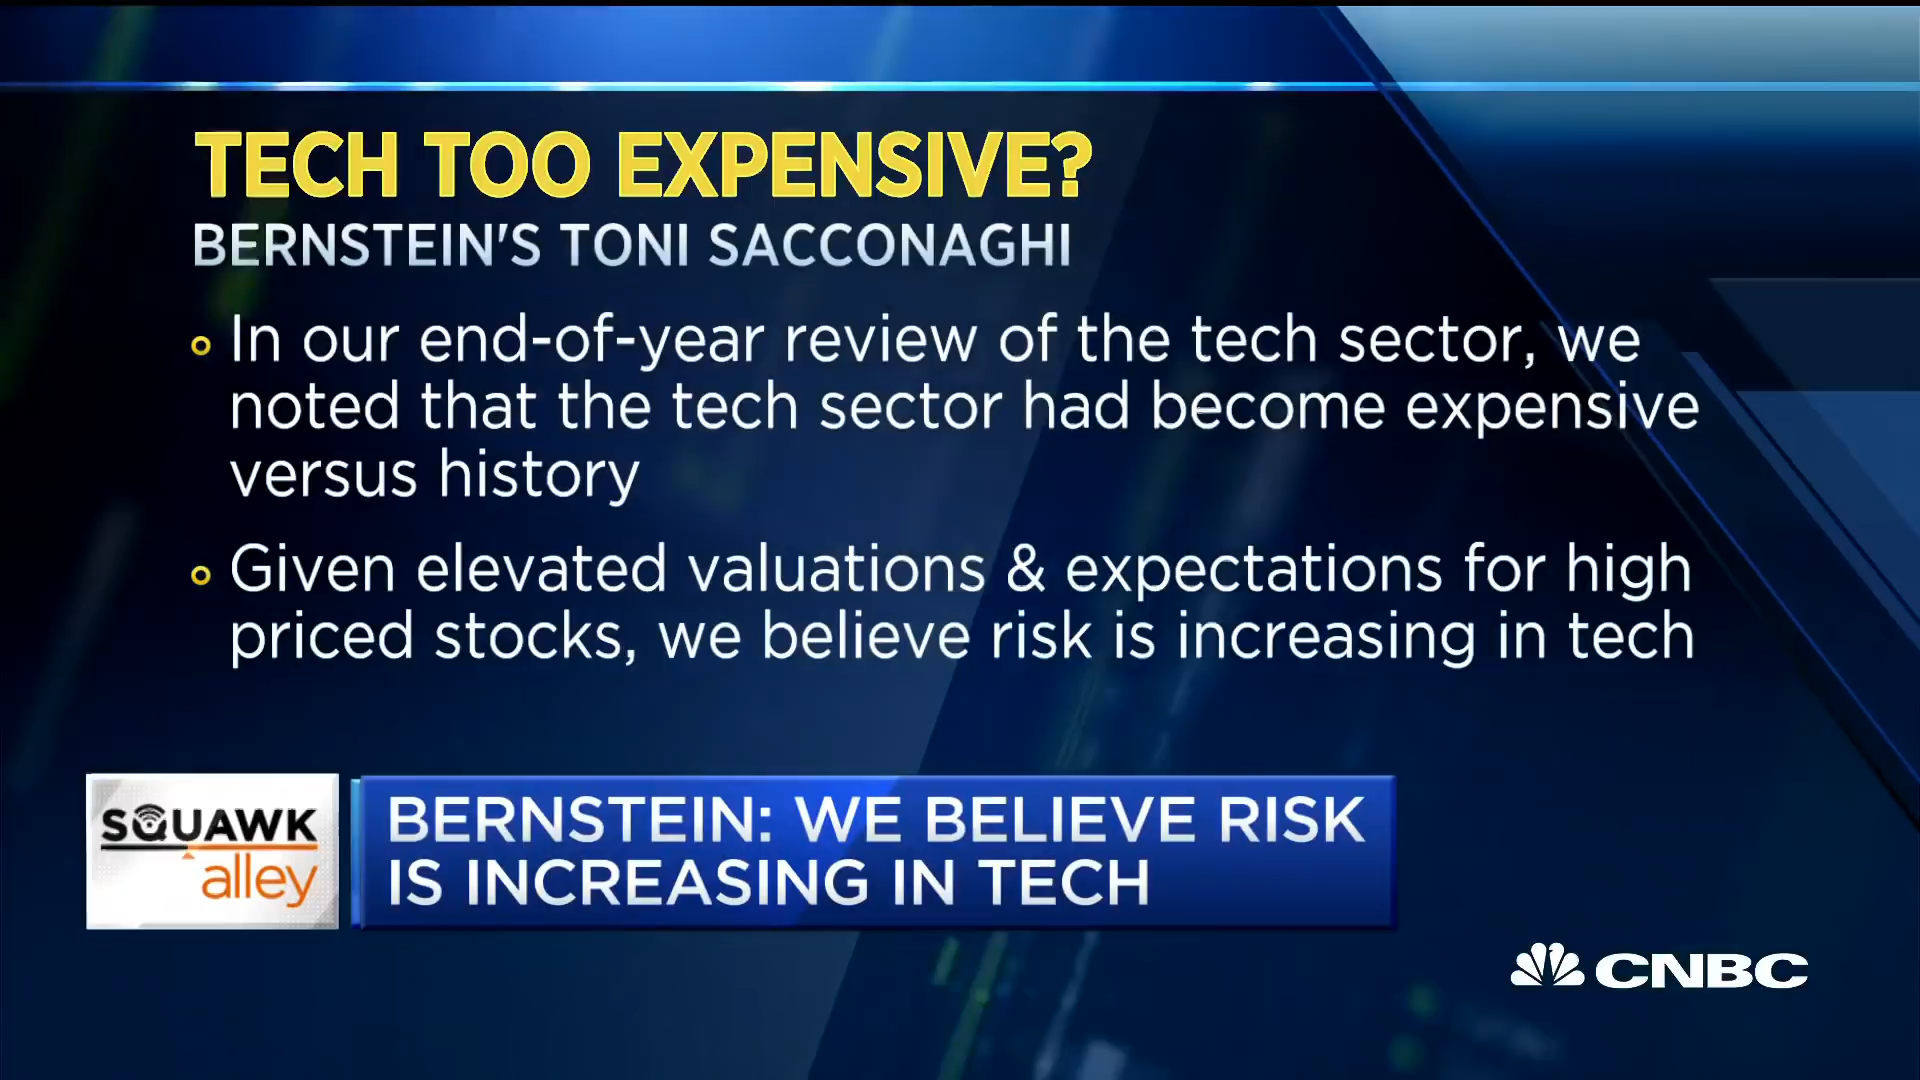 TECH TOO EXPENSIVE?
BERNSTEIN'S TONI SACCONAGHI
In our end-of-year review of the tech sector, we
noted that the tech sector had become expensive
versus history
Given elevated valuations & expectations for high
priced stocks, we believe risk is increasing in tech
SQUAWK
alley
BERNSTEIN: WE BELIEVE RISK
IS INCREASING IN TECH
CNBC